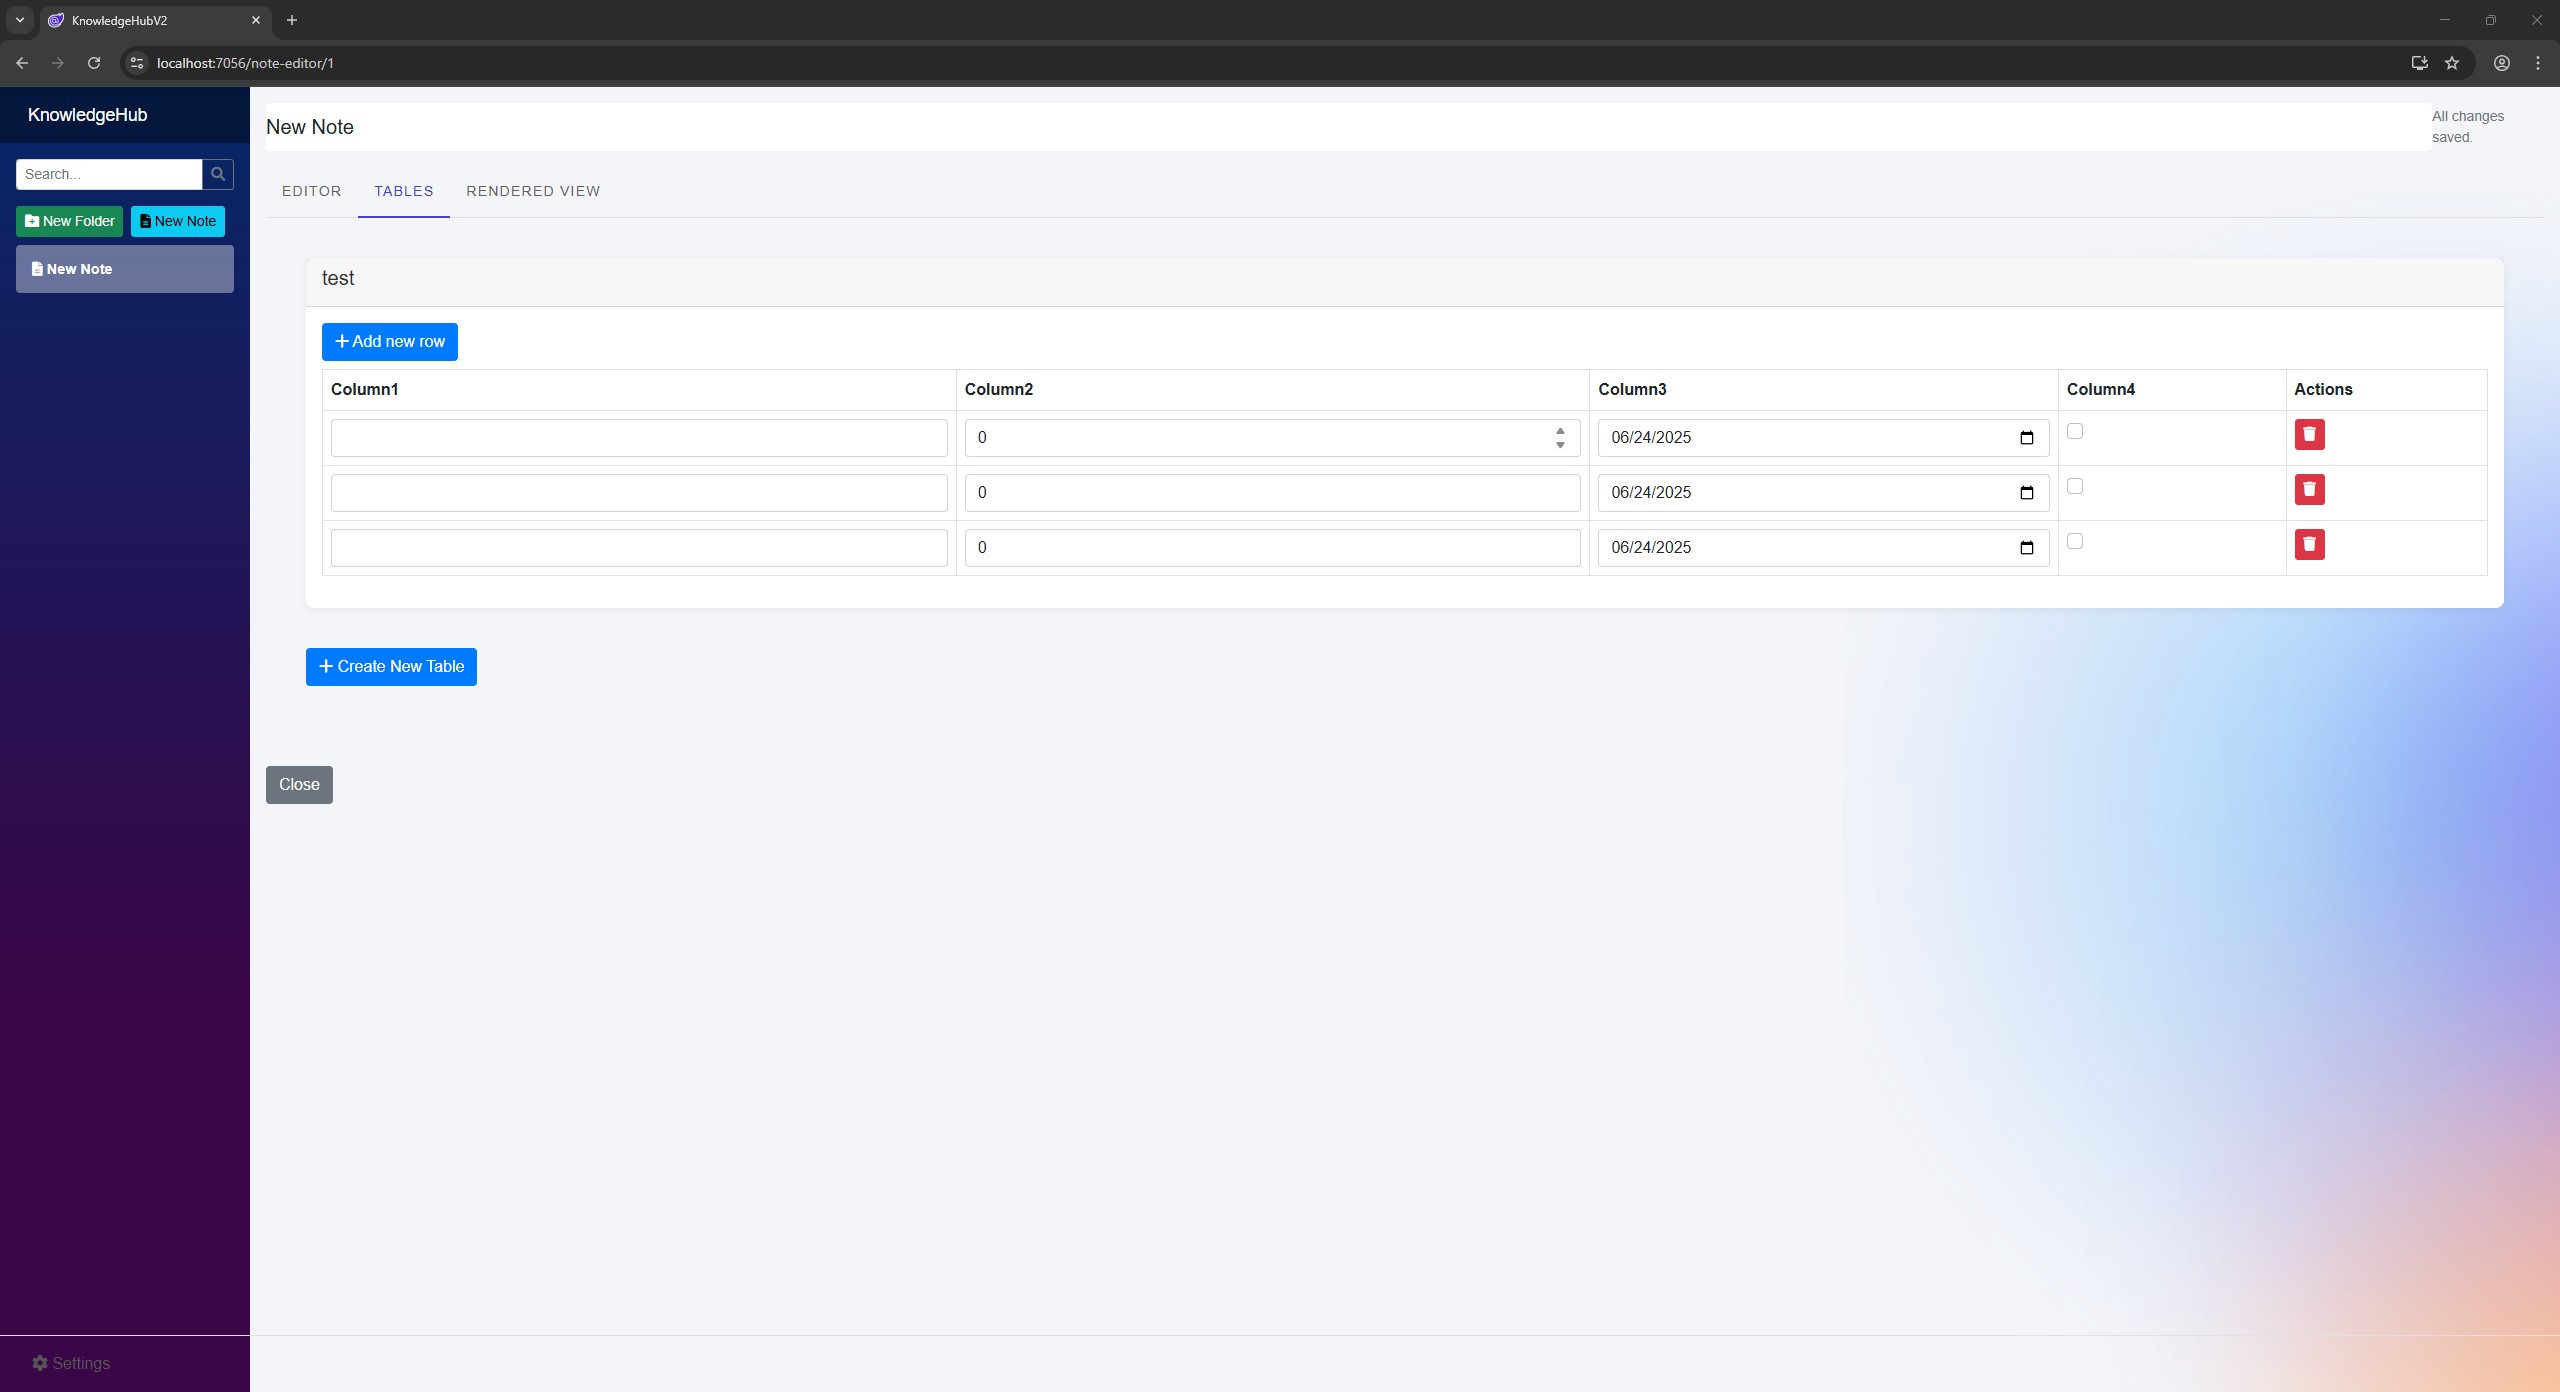 KnowledgeHubV2
localhost:7056/note-editor/1
KnowledgeHub
Search...
New Folder
New Note
New Note
New Note
All changes
saved.
EDITOR TABLES RENDERED VIEW
test
Add new row
Column1 Column2 Column3 Column4 Actions
0 06/24/2025
0 06/24/2025
0 06/24/2025
Create New Table
Close
Settings